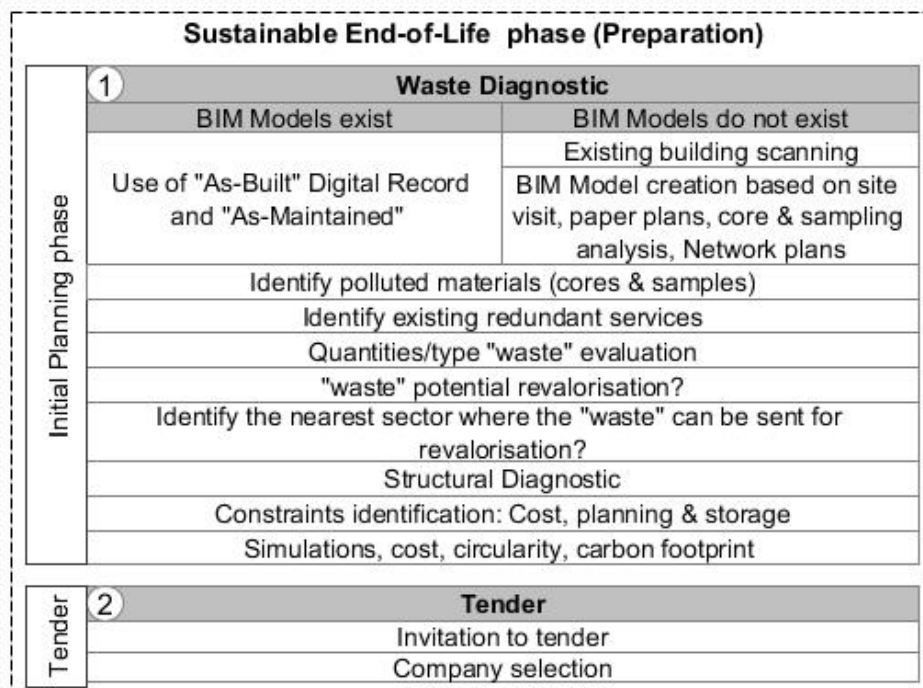 Sustainable End-of-Life phase (Preparation)
Initial Planning phase
1
Waste Diagnostic
BIM Models exist
BIM Models do not exist
Use of "As-Built" Digital Record
and "As-Maintained"
Existing building scanning
BIM Model creation based on site
visit, paper plans, core & sampling
analysis, Network plans
Identify polluted materials (cores & samples)
Identify existing redundant services
Quantities/type "waste" evaluation
"waste" potential revalorisation?
Identify the nearest sector where the "waste" can be sent for
revalorisation?
Structural Diagnostic
Constraints identification: Cost, planning & storage
Simulations, cost, circularity, carbon footprint
Tender
2
Tender
Invitation to tender
Company selection